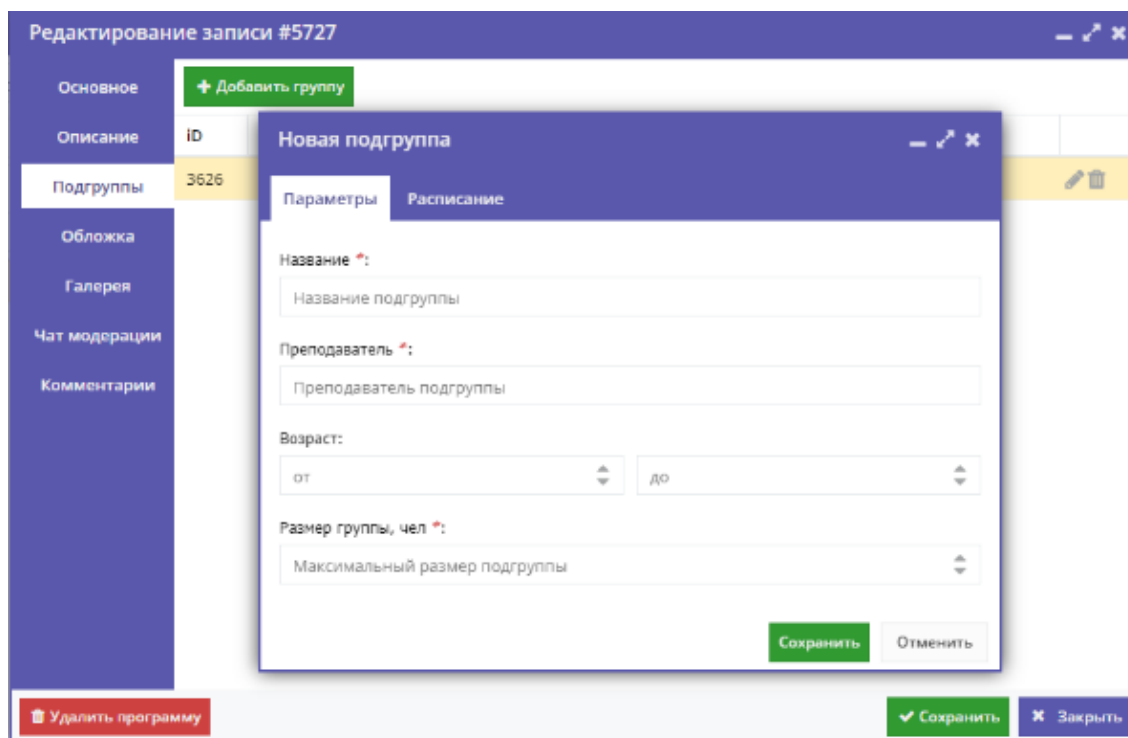 Редактирование записи #5727
Основное
Добавить группу
Описание
iD
Новая подгруппа
Подгруппы
3626
Параметры Расписание
Обложка
Название *:
Галерея
Название подгруппы
Чат модерации
Преподаватель *:
Комментарии
Преподаватель подгруппы
Возраст:
от до
Размер группы, чел *:
Максимальный размер подгруппы
Сохранить Отменить
Удалить программу
Сохранить
Закрыть